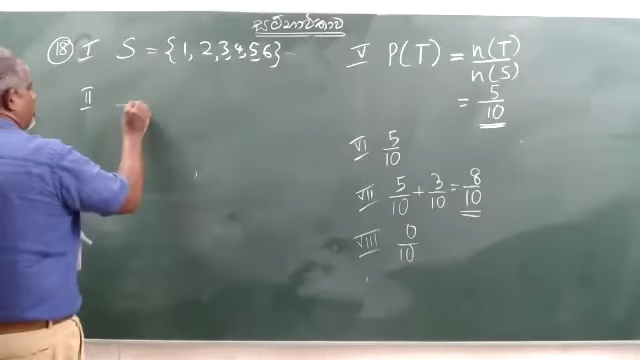 සම්භාවිතාව
18 I S = {1, 2, 3, 4, 5 6}
II
V P(T) = n(T) / n(S)
= 5/10
VI 5/10
VII 5/10 + 3/10 = 8/10
VIII 0/10